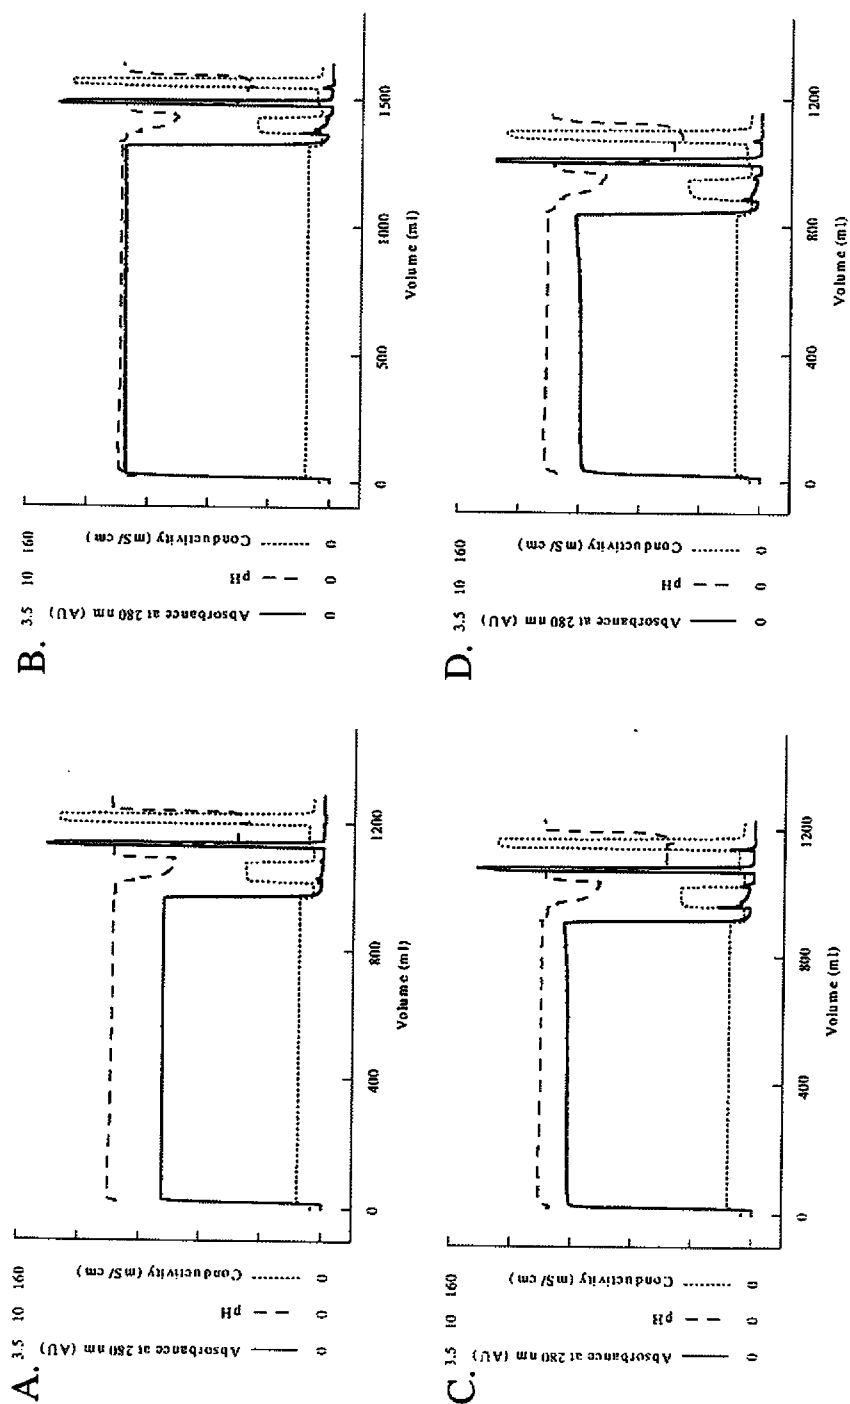 A.
3.5 10 160
Absorbance at 280 nm (AU)
pH
Conductivity (mS/cm)
0 0 0
0 400 800 1200
Volume (ml)
B.
3.5 10 160
Absorbance at 280 nm (AU)
pH
Conductivity (mS/cm)
0 0 0
0 500 1000 1500
Volume (ml)
C.
3.5 10 160
Absorbance at 280 nm (AU)
pH
Conductivity (mS/cm)
0 0 0
0 400 800 1200
Volume (ml)
D.
3.5 10 160
Absorbance at 280 nm (AU)
pH
Conductivity (mS/cm)
0 0 0
0 400 800 1200
Volume (ml)